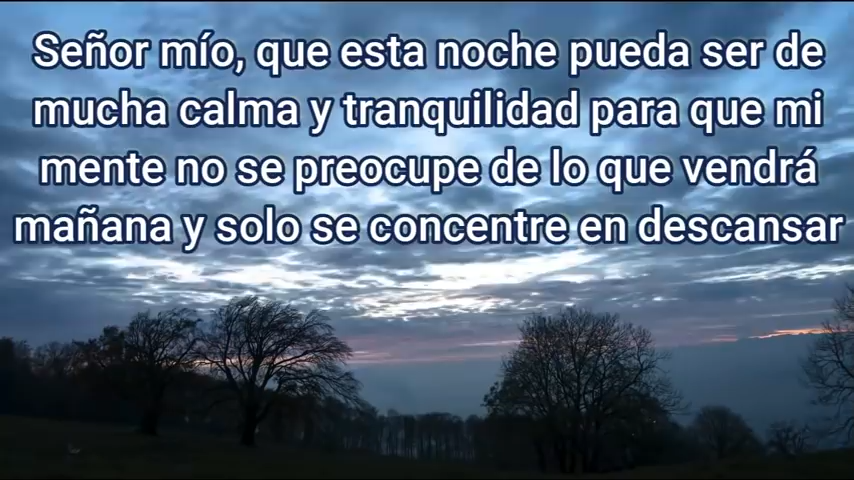 Señor mío, que esta noche pueda ser de
mucha calma y tranquilidad para que mi
mente no se preocupe de lo que vendrá
mañana y solo se concentre en descansar